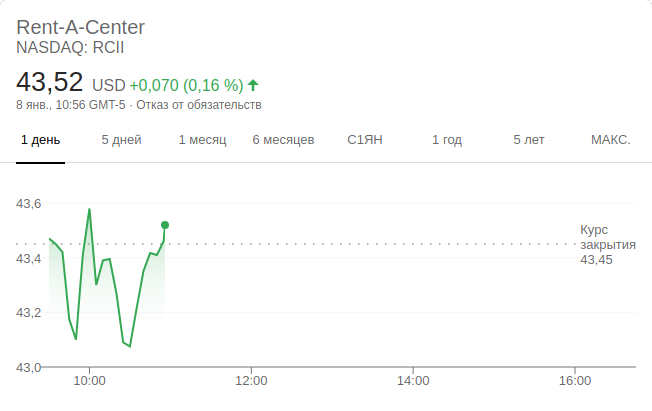 Rent-A-Center
NASDAQ: RCII
43,52 USD +0,070 (0,16 %)
8 янв., 10:56 GMT-5 · Отказ от обязательств
1 день 5 дней 1 месяц 6 месяцев С1ЯН 1 год 5 лет МАКС.
43,6
Курс
закрытия
43,45
43,4
43,2
43,0
10:00 12:00 14:00 16:00